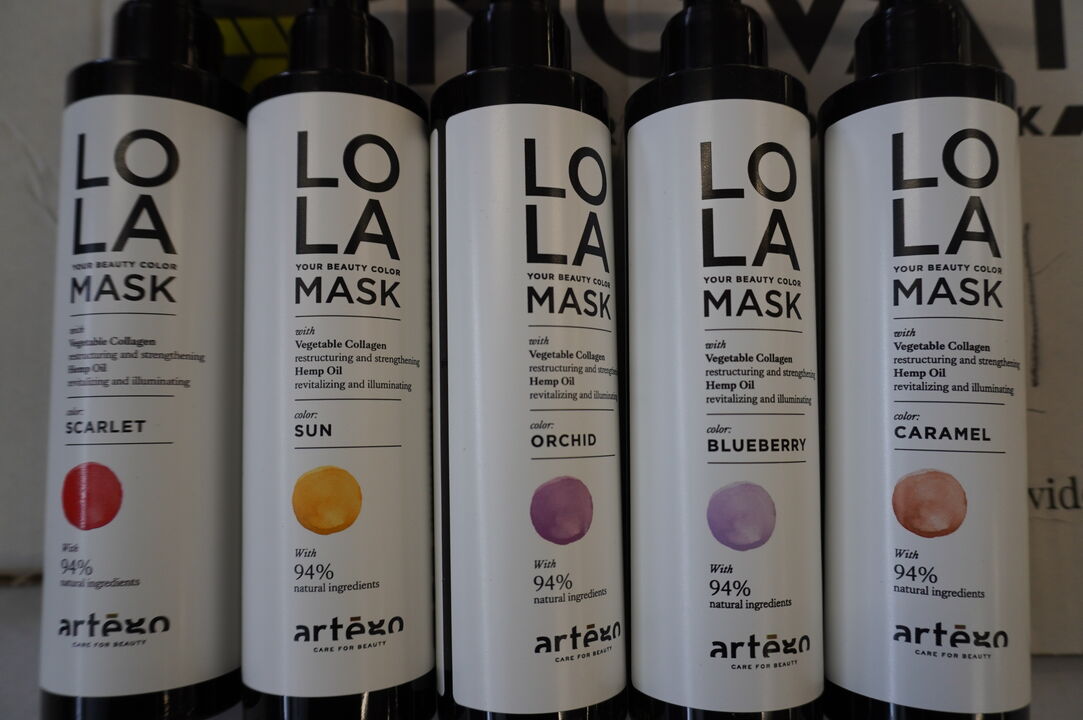 LO
LA
YOUR BEAUTY COLOR
MASK
with
Vegetable Collagen
restructuring and strengthening
Hemp Oil
revitalizing and illuminating
color:
SCARLET
With
94%
natural ingredients
artēgo
CARE FOR BEAUTY
LO
LA
YOUR BEAUTY COLOR
MASK
with
Vegetable Collagen
restructuring and strengthening
Hemp Oil
revitalizing and illuminating
color:
SUN
With
94%
natural ingredients
artēgo
CARE FOR BEAUTY
LO
LA
YOUR BEAUTY COLOR
MASK
with
Vegetable Collagen
restructuring and strengthening
Hemp Oil
revitalizing and illuminating
color:
ORCHID
With
94%
natural ingredients
artēgo
CARE FOR BEAUTY
LO
LA
YOUR BEAUTY COLOR
MASK
with
Vegetable Collagen
restructuring and strengthening
Hemp Oil
revitalizing and illuminating
color:
BLUEBERRY
With
94%
natural ingredients
artēgo
CARE FOR BEAUTY
LO
LA
YOUR BEAUTY COLOR
MASK
with
Vegetable Collagen
restructuring and strengthening
Hemp Oil
revitalizing and illuminating
color:
CARAMEL
With
94%
natural ingredients
artēgo
CARE FOR BEAUTY